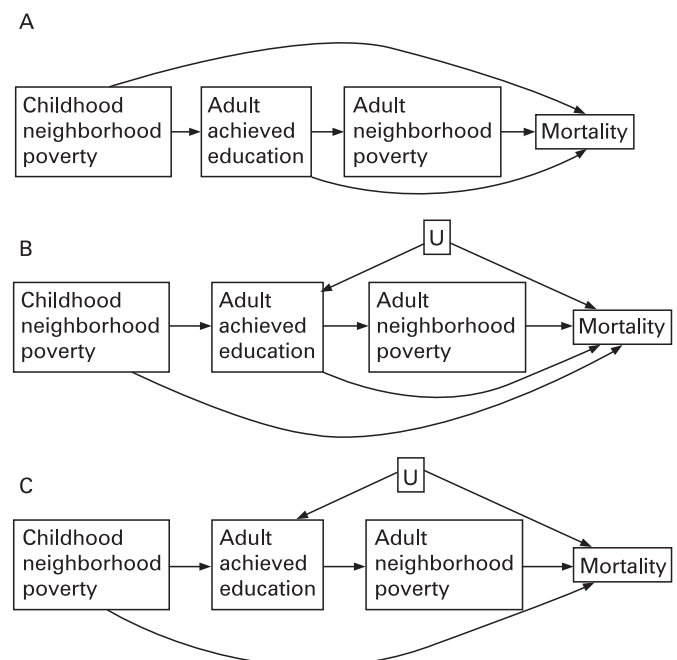 A
Childhood
neighborhood
poverty
Adult
achieved
education
Adult
neighborhood
poverty
Mortality
B
U
Childhood
neighborhood
poverty
Adult
achieved
education
Adult
neighborhood
poverty
Mortality
C
U
Childhood
neighborhood
poverty
Adult
achieved
education
Adult
neighborhood
poverty
Mortality